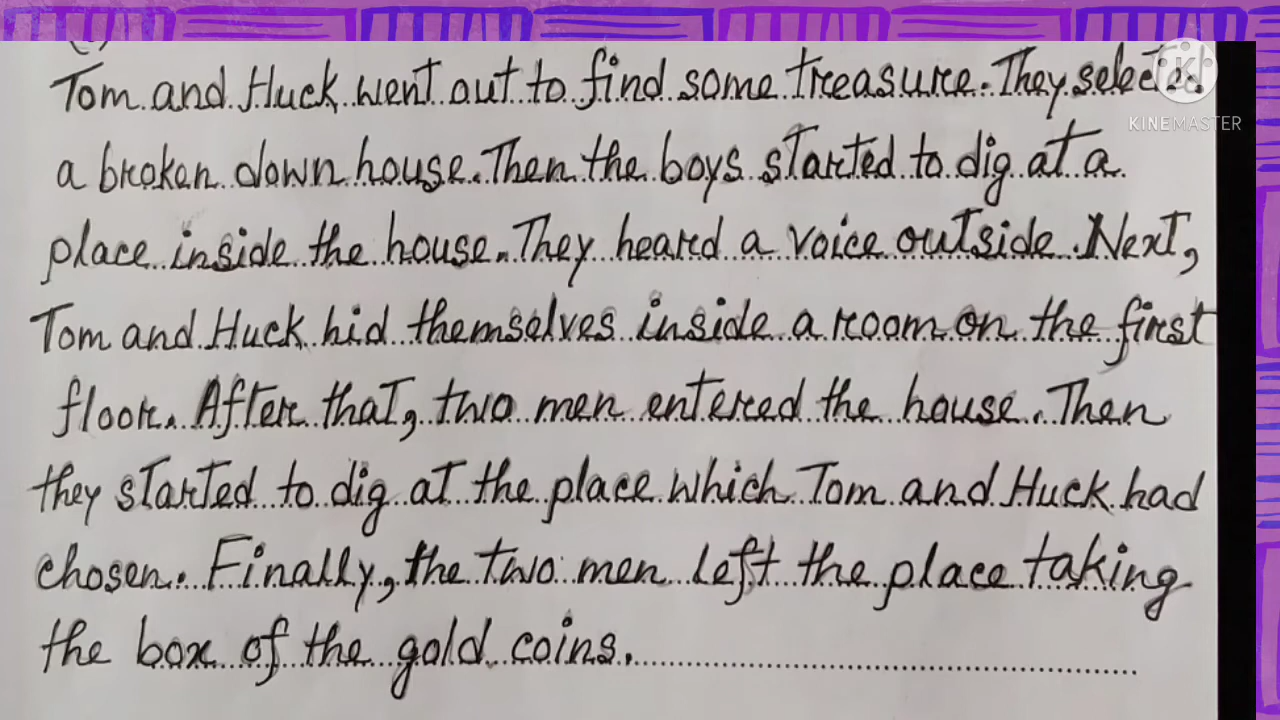 Tom and Huck went out to find some treasure. They selected
KINEMASTER
a broken down house. Then the boys started to dig at a
place inside the house. They heard a voice outside. Next,
Tom and Huck hid themselves inside a room on the first
floor. After that, two men entered the house. Then
they started to dig at the place which Tom and Huck had
chosen. Finally, the two men left the place taking
the box of the gold coins.